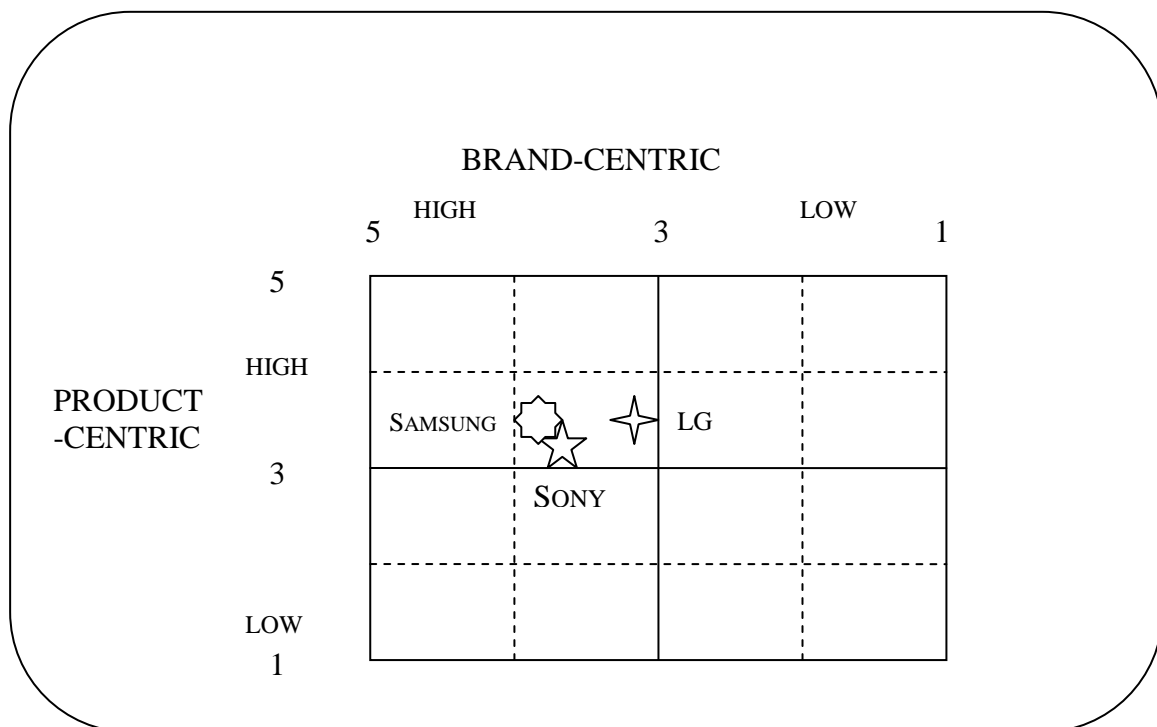 BRAND-CENTRIC
HIGH LOW
5 3 1
5
HIGH
PRODUCT
-CENTRIC
SAMSUNG LG
3
SONY
LOW
1